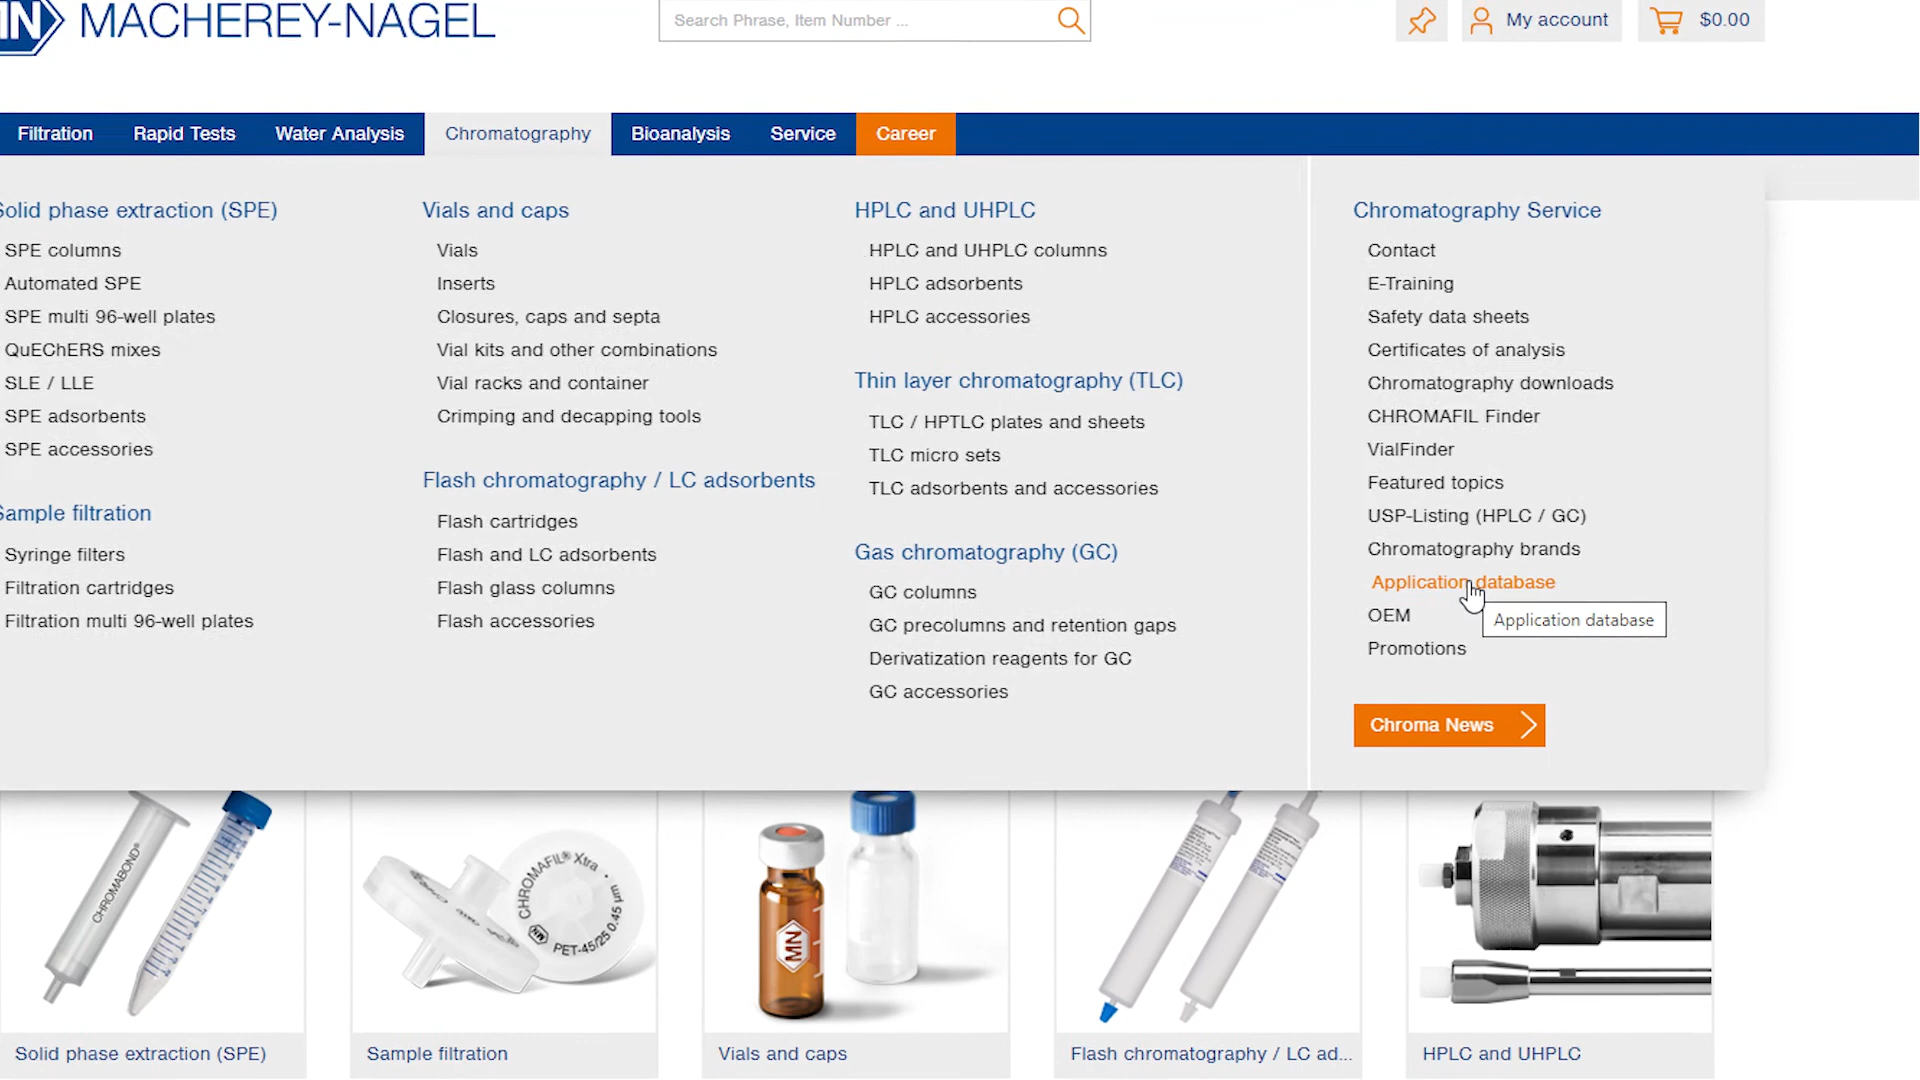 MACHEREY-NAGEL
Search Phrase, Item Number ...
My account
$0.00
Filtration
Rapid Tests
Water Analysis
Chromatography
Bioanalysis
Service
Career
Solid phase extraction (SPE)
SPE columns
Automated SPE
SPE multi 96-well plates
QuEChERS mixes
SLE / LLE
SPE adsorbents
SPE accessories
Sample filtration
Syringe filters
Filtration cartridges
Filtration multi 96-well plates
Vials and caps
Vials
Inserts
Closures, caps and septa
Vial kits and other combinations
Vial racks and container
Crimping and decapping tools
Flash chromatography / LC adsorbents
Flash cartridges
Flash and LC adsorbents
Flash glass columns
Flash accessories
HPLC and UHPLC
HPLC and UHPLC columns
HPLC adsorbents
HPLC accessories
Thin layer chromatography (TLC)
TLC / HPTLC plates and sheets
TLC micro sets
TLC adsorbents and accessories
Gas chromatography (GC)
GC columns
GC precolumns and retention gaps
Derivatization reagents for GC
GC accessories
Chromatography Service
Contact
E-Training
Safety data sheets
Certificates of analysis
Chromatography downloads
CHROMAFIL Finder
VialFinder
Featured topics
USP-Listing (HPLC / GC)
Chromatography brands
Application database
OEM
Application database
Promotions
Chroma News
CHROMABOND®
CHROMAFIL® Xtra
PET-45/25 0.45 µm
MN
Solid phase extraction (SPE)
Sample filtration
Vials and caps
Flash chromatography / LC ad...
HPLC and UHPLC